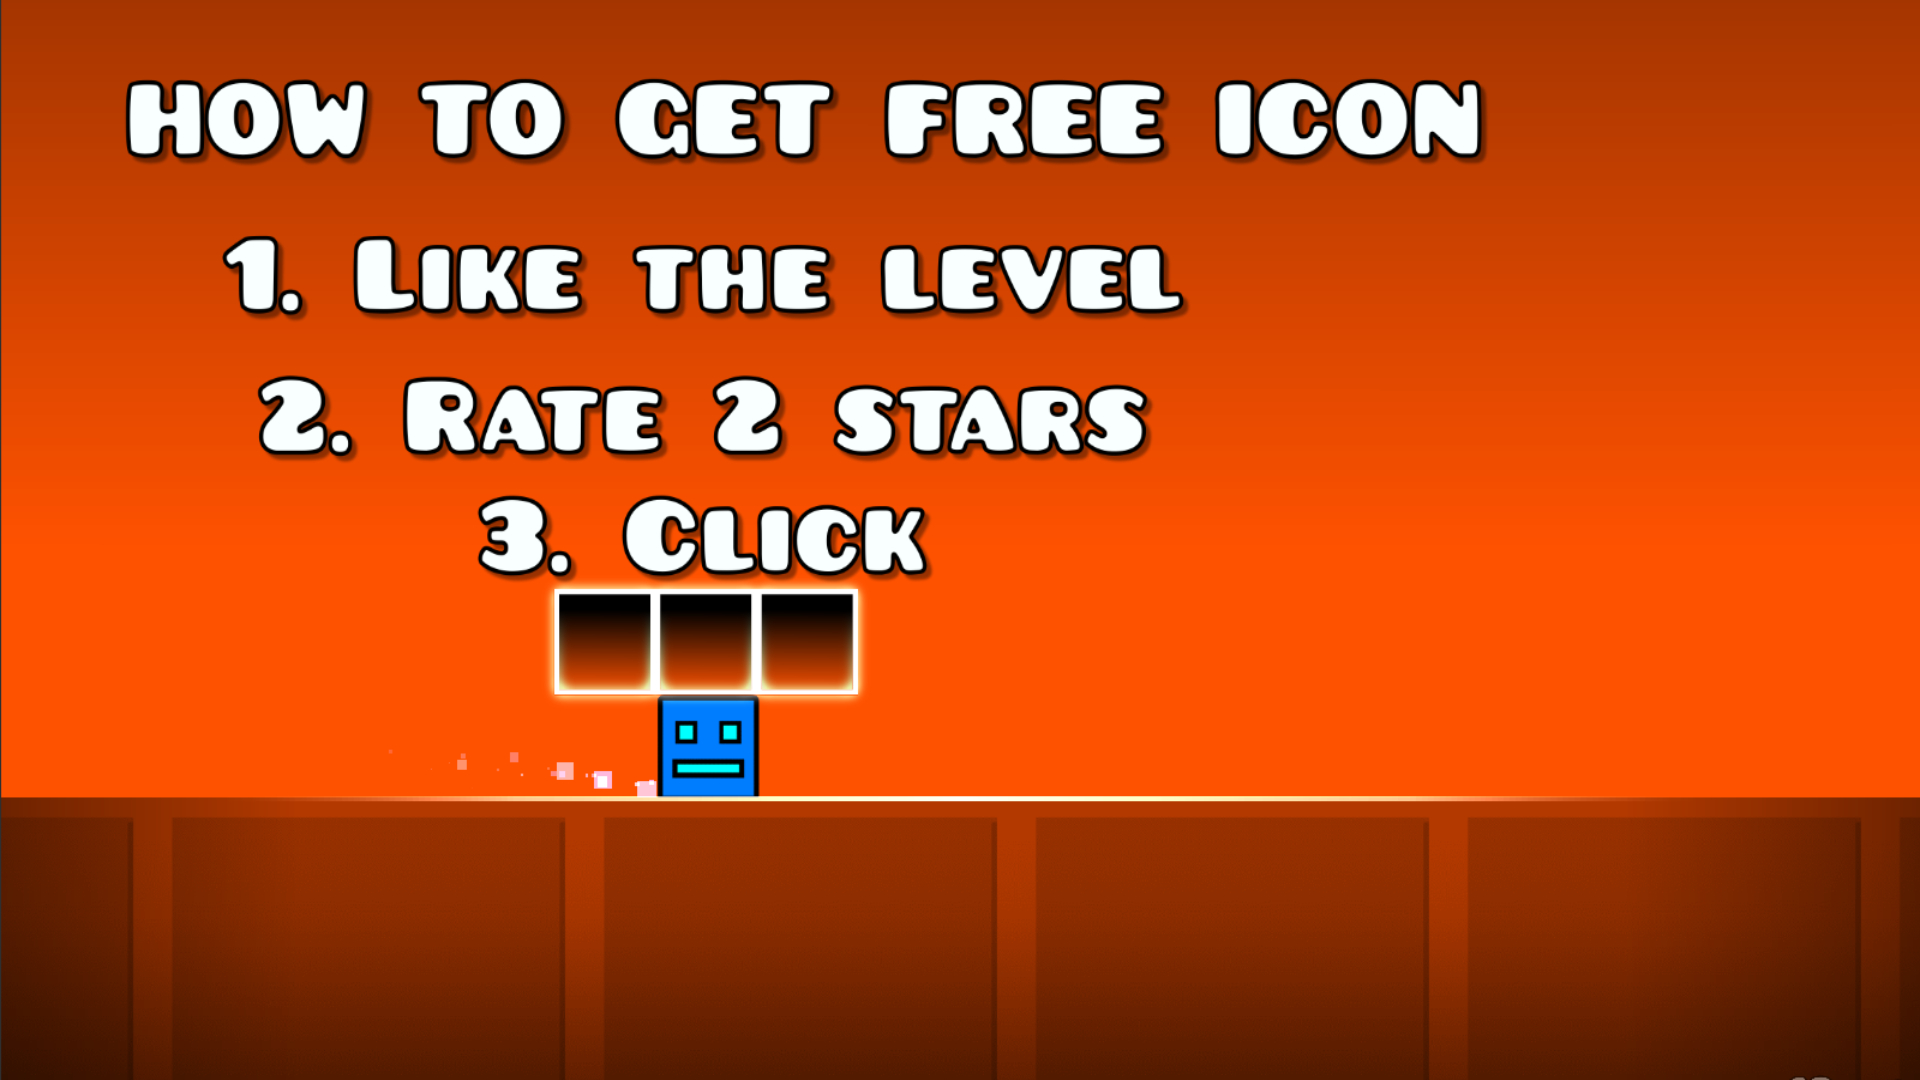 HOW TO GET FREE ICON
1. LIKE THE LEVEL
2. RATE 2 STARS
3. CLICK